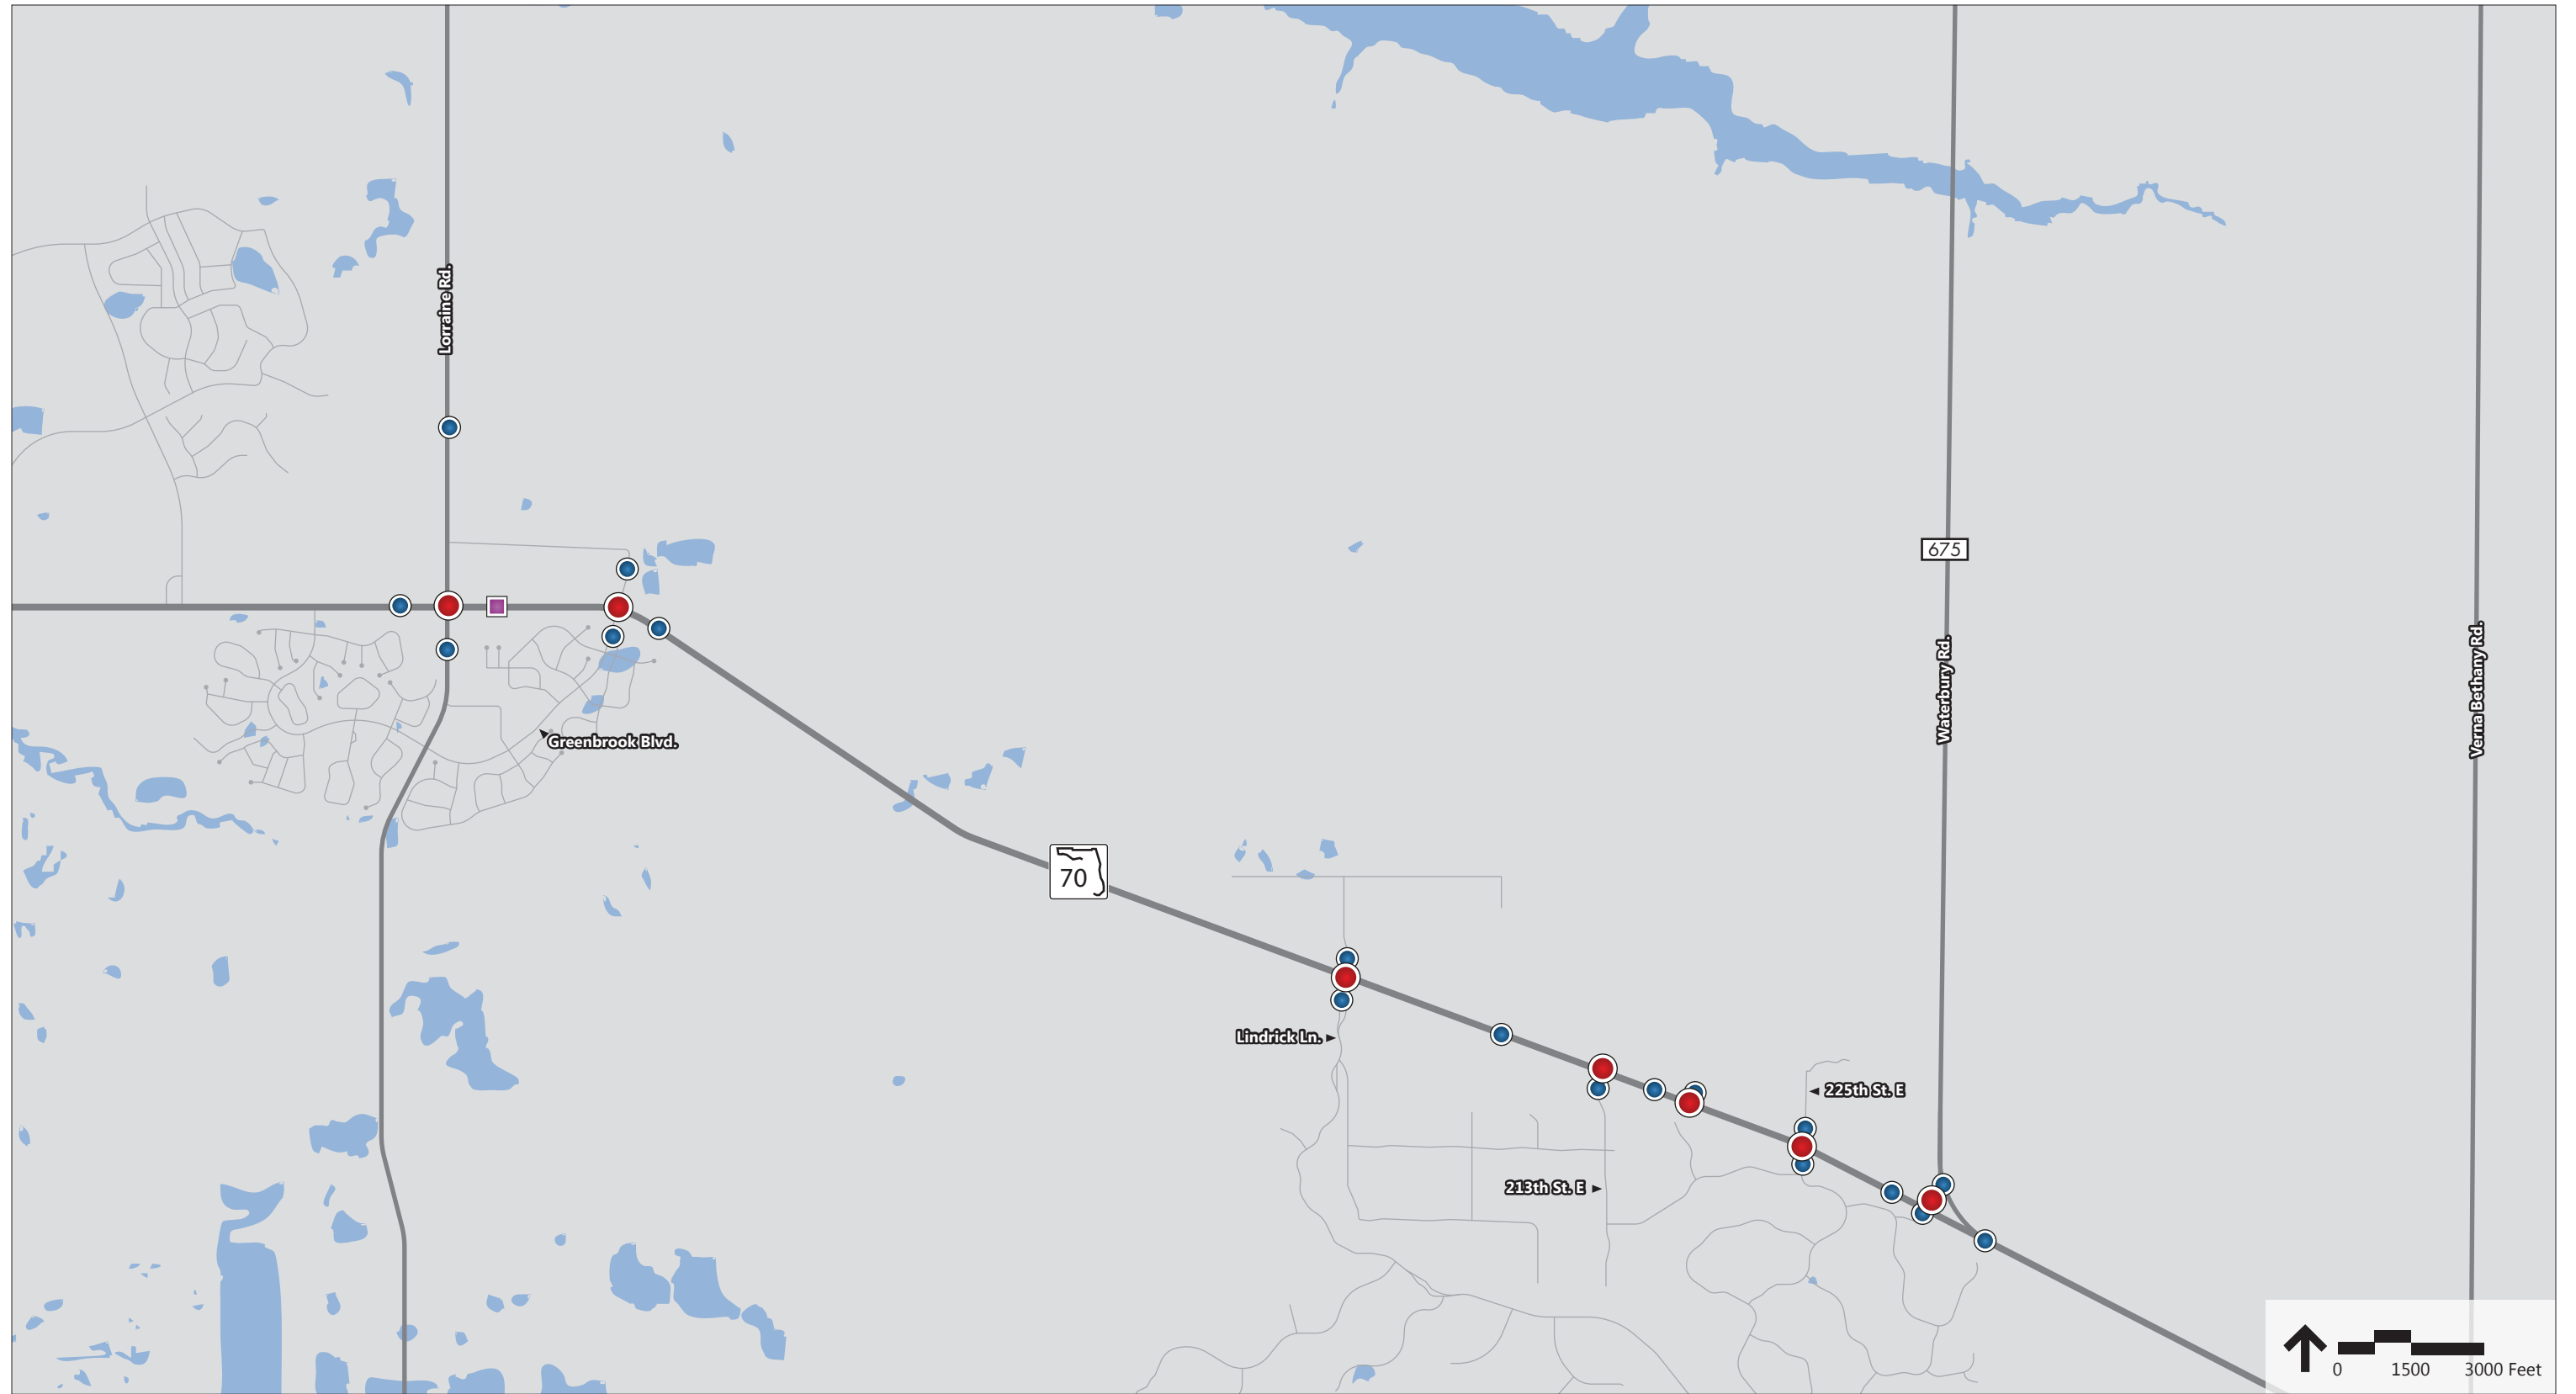 Lorraine Rd.
675
Waterbury Rd.
Verna Bethany Rd.
Greenbrook Blvd.
70
Lindrick Ln.
225th St. E
213th St. E
0 1500 3000 Feet